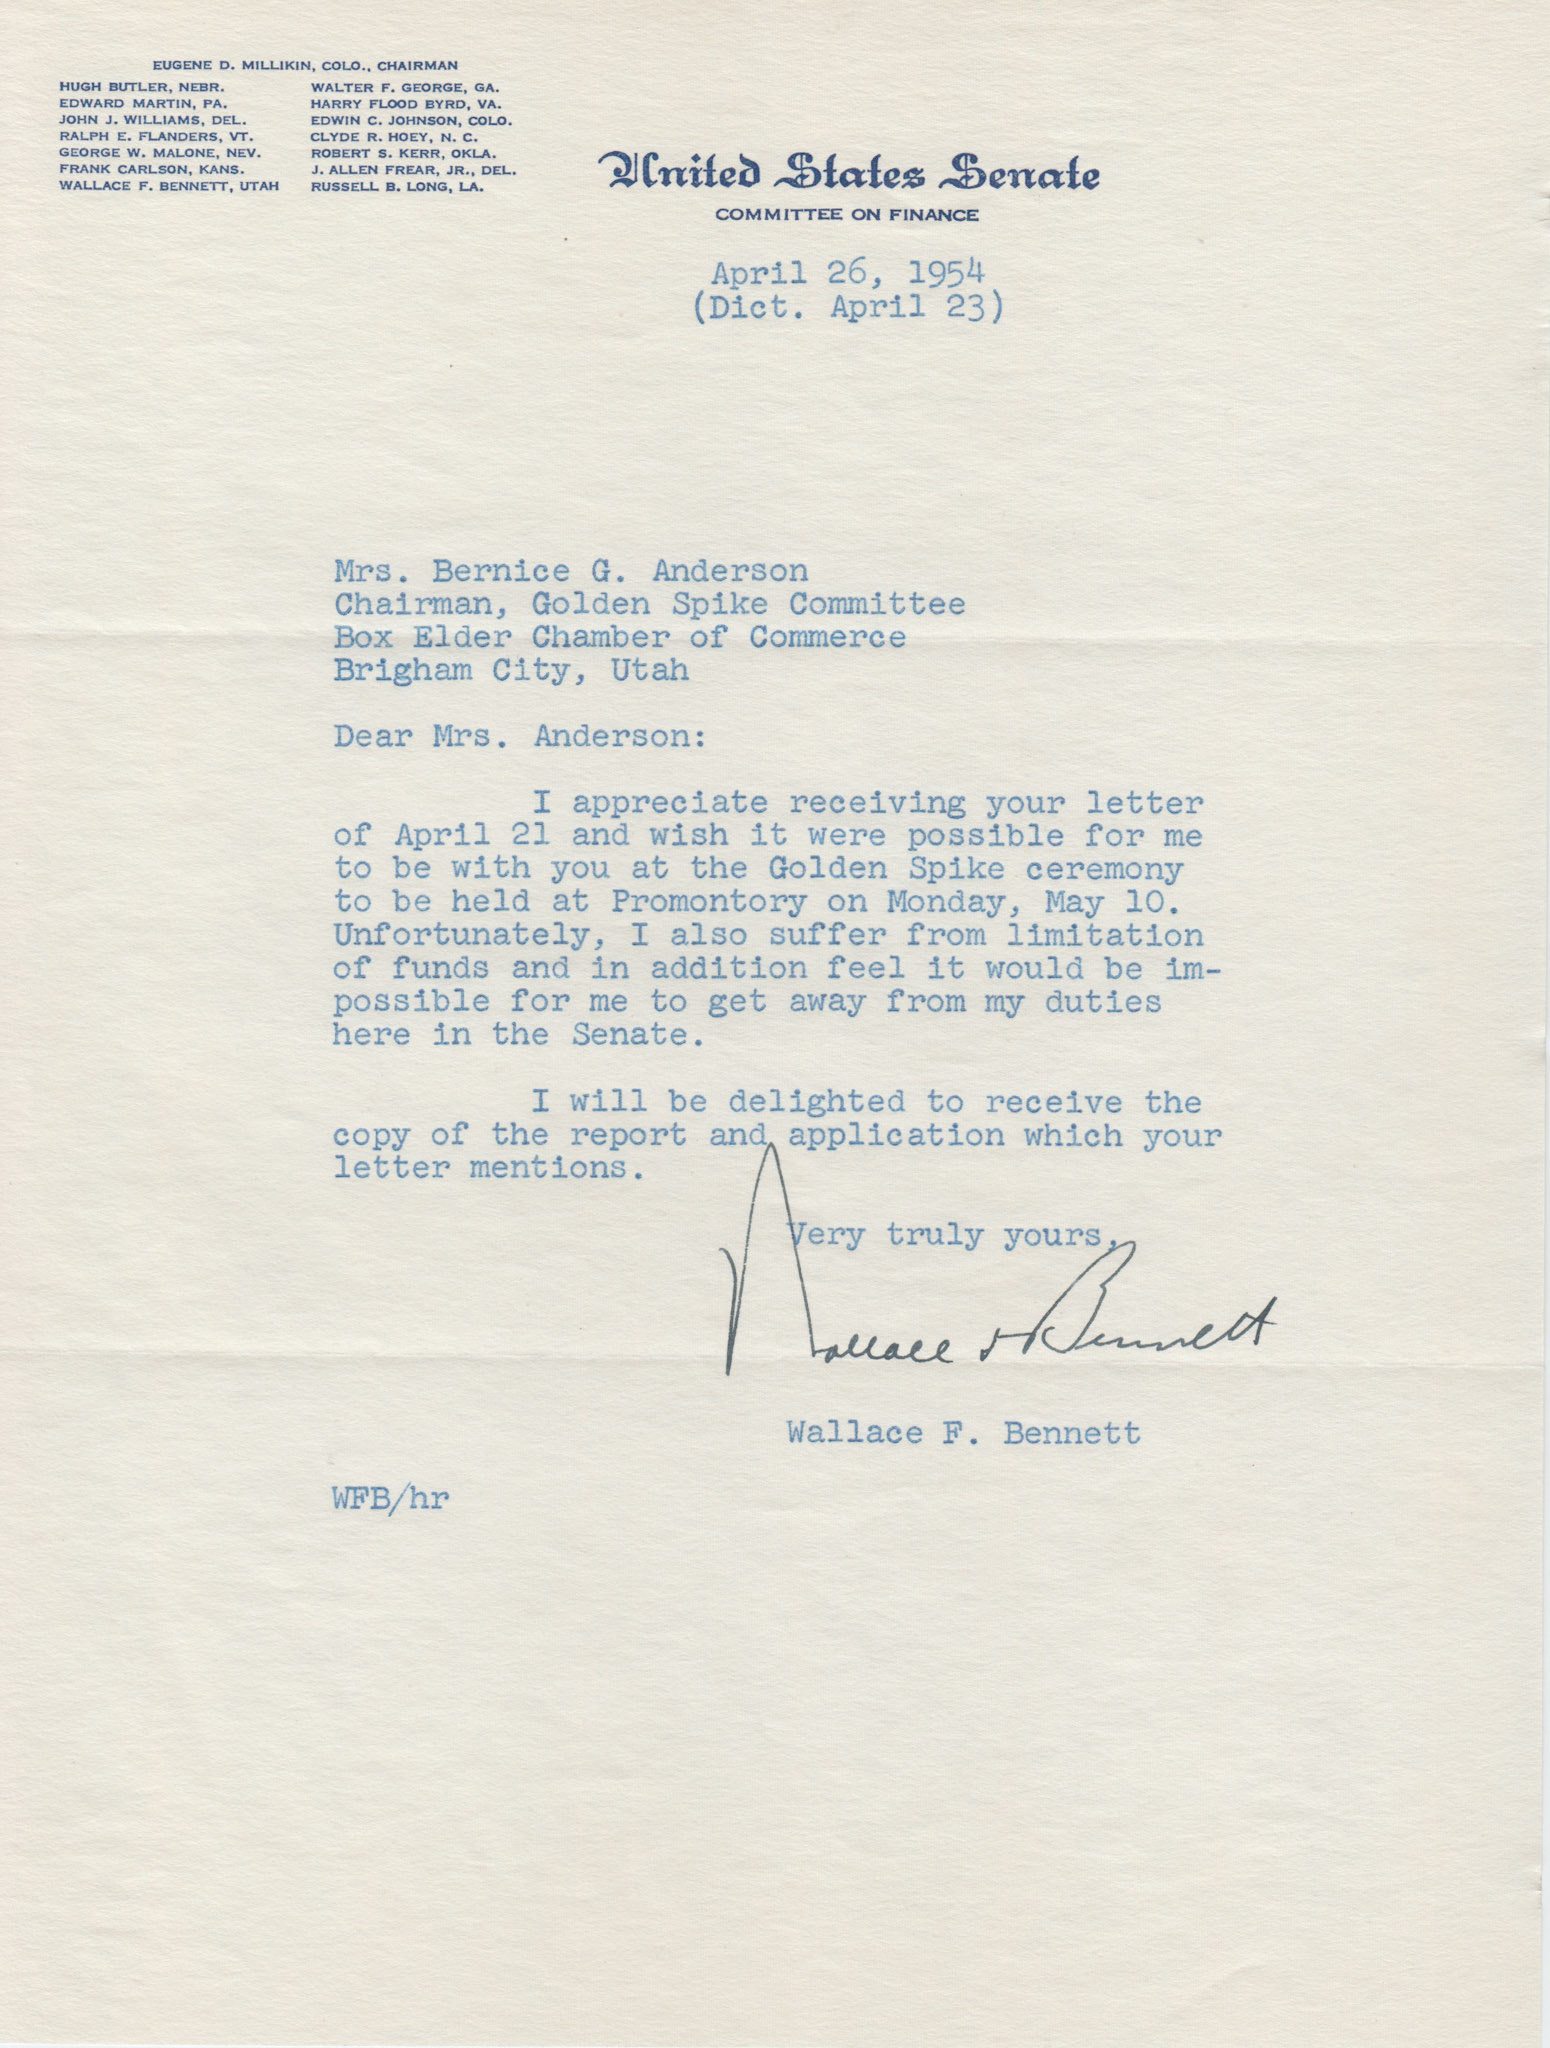 EUGENE D. MILLIKIN, COLO., CHAIRMAN
HUGH BUTLER, NEBR.
EDWARD MARTIN, PA.
JOHN J. WILLIAMS, DEL.
RALPH E. FLANDERS, VT.
GEORGE W. MALONE, NEV.
FRANK CARLSON, KANS.
WALLACE F. BENNETT, UTAH
WALTER F. GEORGE, GA.
HARRY FLOOD BYRD, VA.
EDWIN C. JOHNSON, COLO.
CLYDE R. HOEY, N. C.
ROBERT S. KERR, OKLA.
J. ALLEN FREAR, JR., DEL.
RUSSELL B. LONG, LA.
United States Senate
COMMITTEE ON FINANCE
April 26, 1954
(Dict. April 23)
Mrs. Bernice G. Anderson
Chairman, Golden Spike Committee
Box Elder Chamber of Commerce
Brigham City, Utah
Dear Mrs. Anderson:
I appreciate receiving your letter
of April 21 and wish it were possible for me
to be with you at the Golden Spike ceremony
to be held at Promontory on Monday, May 10.
Unfortunately, I also suffer from limitation
of funds and in addition feel it would be im-
possible for me to get away from my duties
here in the Senate.
I will be delighted to receive the
copy of the report and application which your
letter mentions.
Very truly yours,
Wallace F Bennett
Wallace F. Bennett
WFB/hr